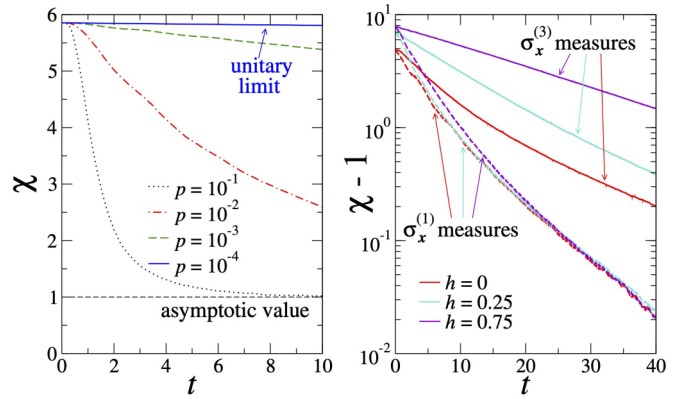 6
5
4
3
2
1
0
χ
unitary
limit
p = 10⁻¹
p = 10⁻²
p = 10⁻³
p = 10⁻⁴
asymptotic value
0 2 4 6 8 10
t
10¹
10⁰
10⁻¹
10⁻²
χ - 1
σₓ⁽³⁾ measures
σₓ⁽¹⁾ measures
h = 0
h = 0.25
h = 0.75
0 10 20 30 40
t